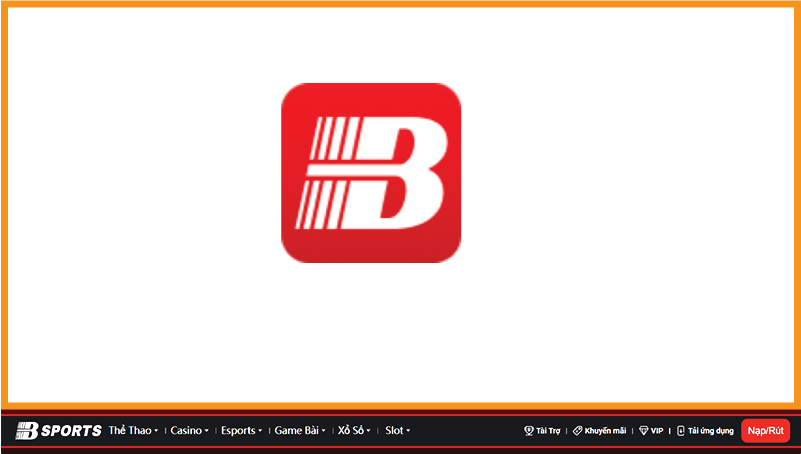 B
B SPORTS Thể Thao Casino Esports Game Bài Xổ Số Slot Tài Trợ Khuyến mãi VIP Tải ứng dụng Nạp/Rút